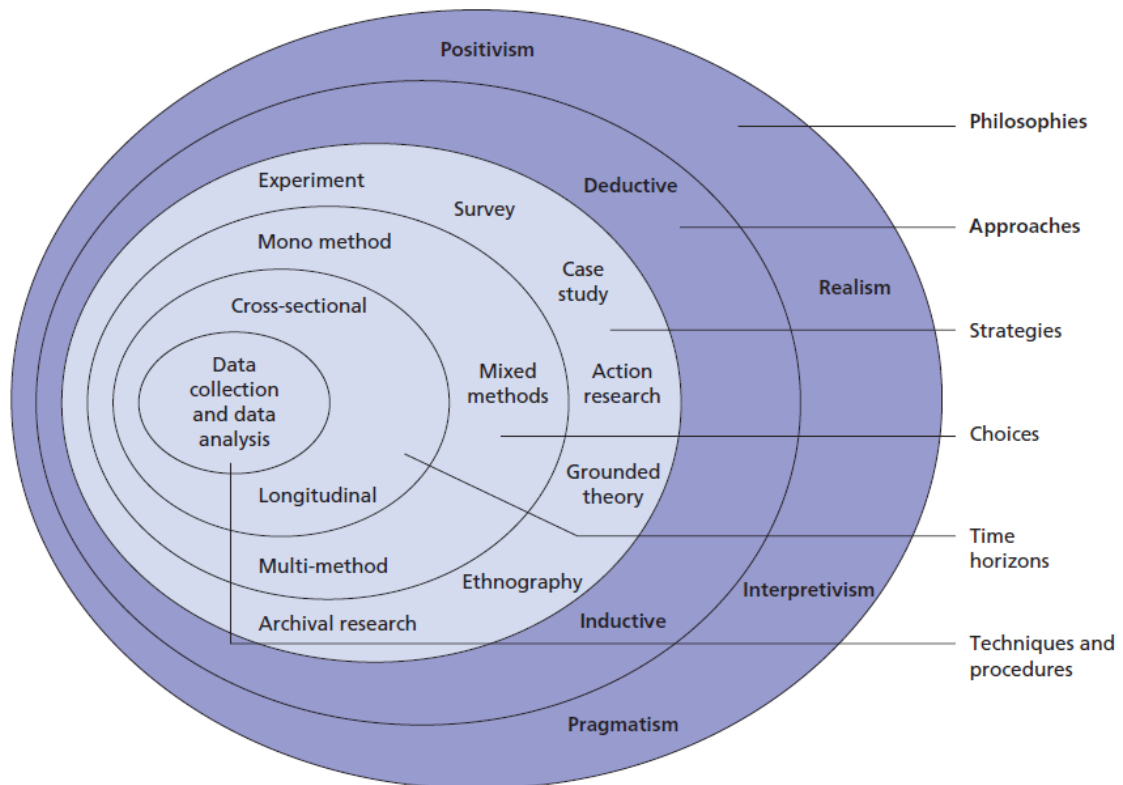 Positivism
Philosophies
Deductive
Approaches
Realism
Experiment
Survey
Case
study
Strategies
Action
research
Grounded
theory
Ethnography
Archival research
Mono method
Mixed
methods
Choices
Multi-method
Cross-sectional
Longitudinal
Time
horizons
Data
collection
and data
analysis
Techniques and
procedures
Inductive
Interpretivism
Pragmatism